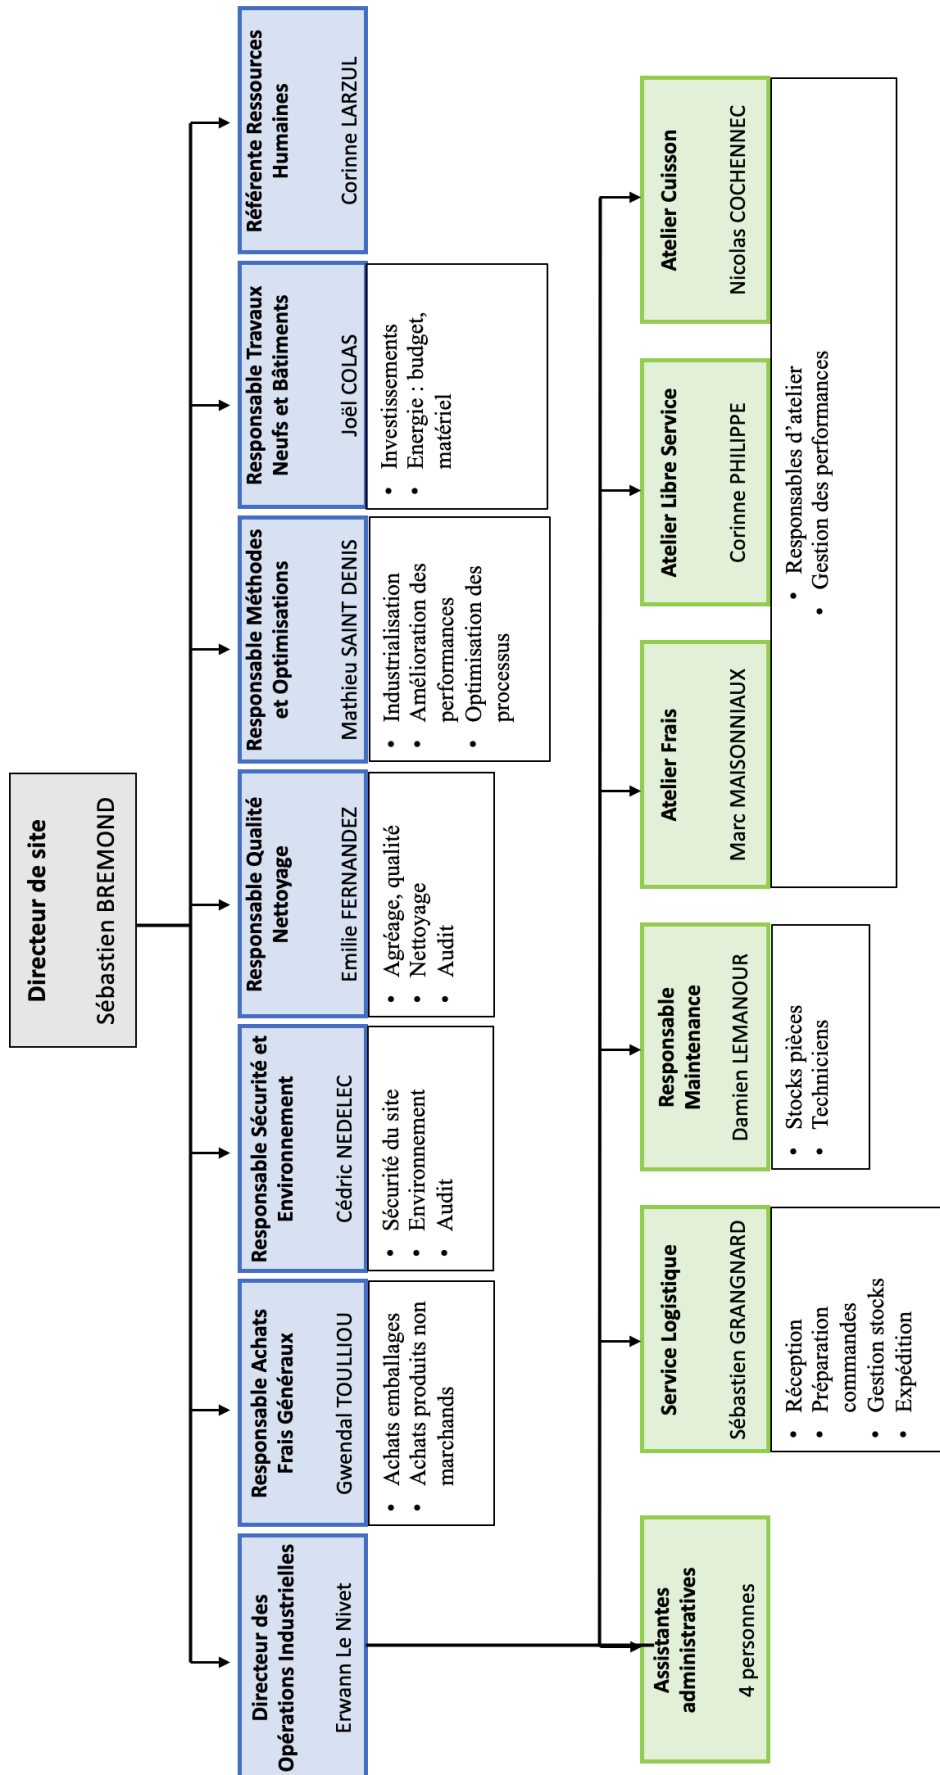 Directeur de site
Sébastien BREMOND
Directeur des
Opérations Industrielles
Erwann Le Nivet
Responsable Achats
Frais Généraux
Gwendal TOULLIOU
• Achats emballages
• Achats produits non
marchands
Responsable Sécurité et
Environnement
Cédric NEDELEC
• Sécurité du site
• Environnement
• Audit
Responsable Qualité
Nettoyage
Emilie FERNANDEZ
• Agréage, qualité
• Nettoyage
• Audit
Responsable Méthodes
et Optimisations
Mathieu SAINT DENIS
• Industrialisation
• Amélioration des
performances
• Optimisation des
processus
Responsable Travaux
Neufs et Bâtiments
Joël COLAS
• Investissements
• Energie : budget,
matériel
Référente Ressources
Humaines
Corinne LARZUL
Assistantes
administratives
4 personnes
Service Logistique
Sébastien GRANGNARD
• Réception
• Préparation
commandes
• Gestion stocks
• Expédition
Responsable
Maintenance
Damien LEMANOUR
• Stocks pièces
• Techniciens
Atelier Frais
Marc MAISONNIAUX
Atelier Libre Service
Corinne PHILIPPE
Atelier Cuisson
Nicolas COCHENNEC
• Responsables d’atelier
• Gestion des performances